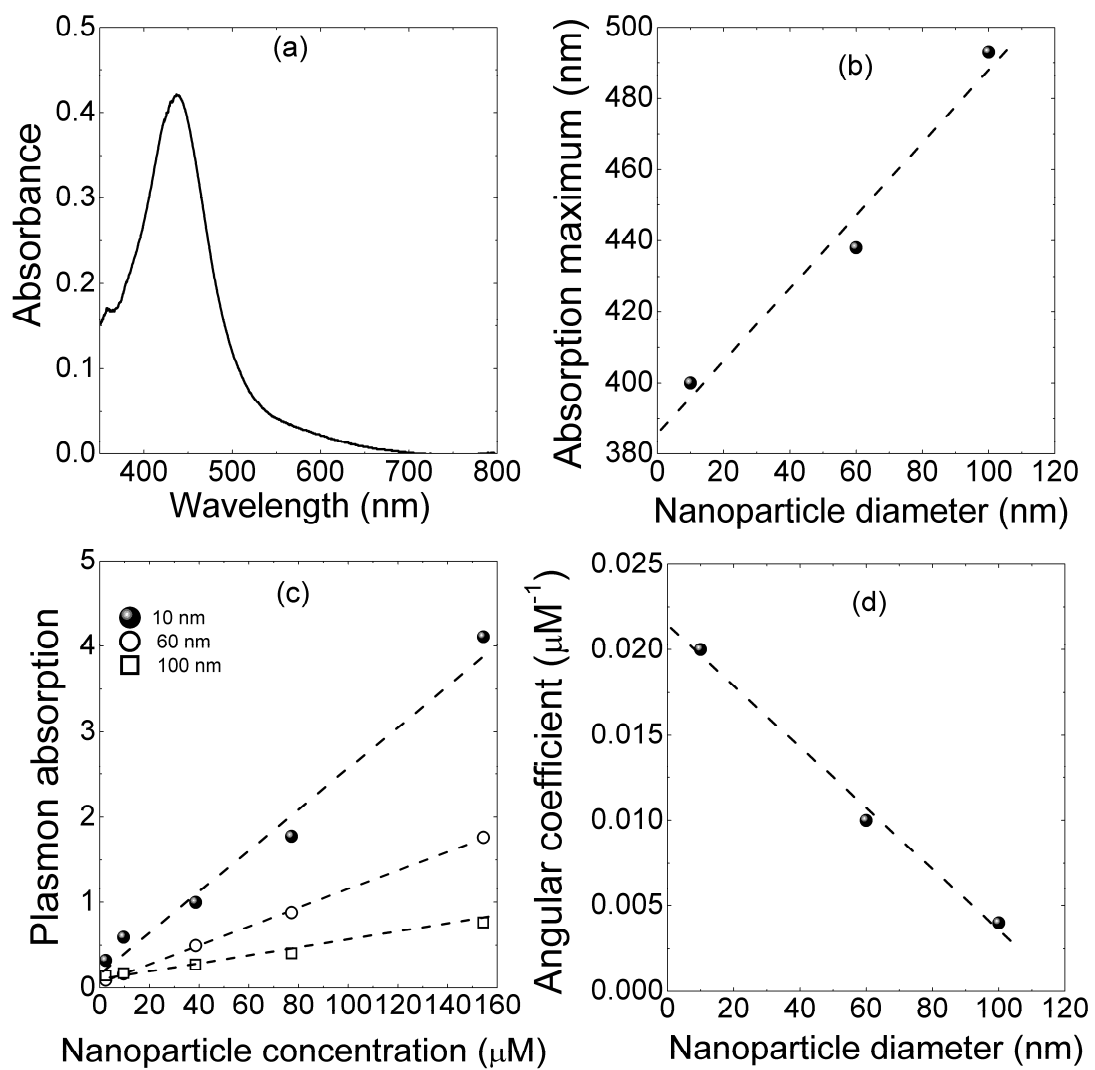 (a)
0.5
0.4
0.3
0.2
0.1
0.0
Absorbance
400 500 600 700 800
Wavelength (nm)
(b)
500
480
460
440
420
400
380
Absorption maximum (nm)
0 20 40 60 80 100 120
Nanoparticle diameter (nm)
(c)
5
4
3
2
1
0
10 nm
60 nm
100 nm
Plasmon absorption
0 20 40 60 80 100 120 140 160
Nanoparticle concentration (μM)
(d)
0.025
0.020
0.015
0.010
0.005
0.000
Angular coefficient (μM⁻¹)
0 20 40 60 80 100 120
Nanoparticle diameter (nm)